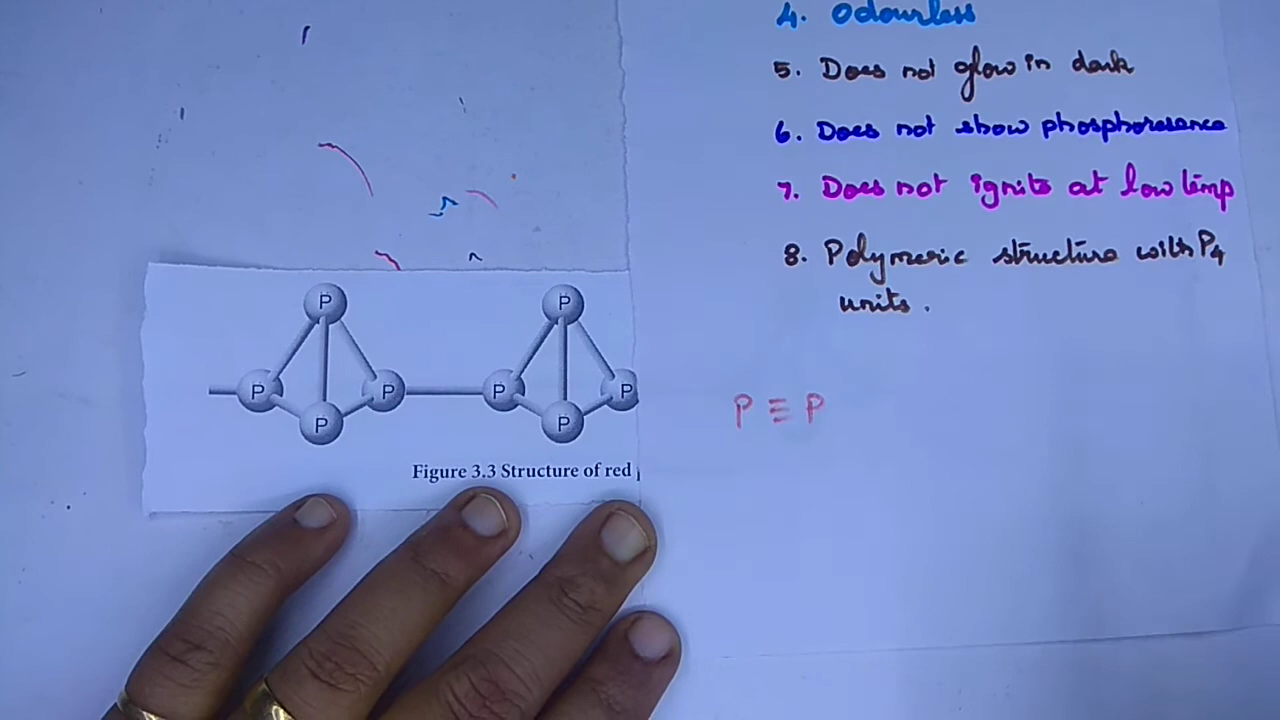 4. Odourless
5. Does not glow in dark
6. Does not show phosphoresence
7. Does not ignite at low temp
8. Polymeric structure with P4
units.
P P
P P P P
P P
Figure 3.3 Structure of red
P ≡ P